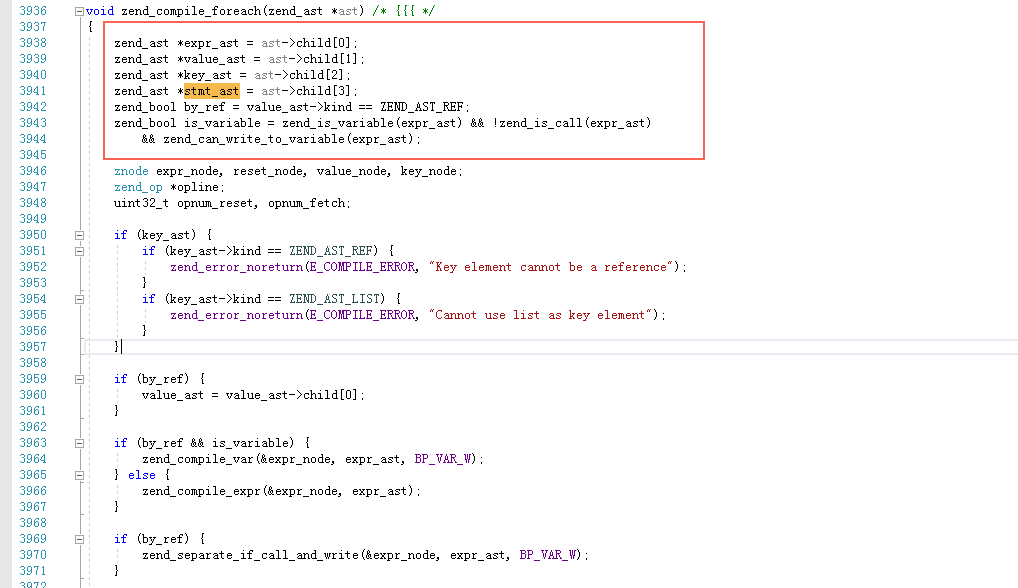 3936 void zend_compile_foreach(zend_ast *ast) /* {{{ */
3937 {
3938 zend_ast *expr_ast = ast->child[0];
3939 zend_ast *value_ast = ast->child[1];
3940 zend_ast *key_ast = ast->child[2];
3941 zend_ast *stmt_ast = ast->child[3];
3942 zend_bool by_ref = value_ast->kind == ZEND_AST_REF;
3943 zend_bool is_variable = zend_is_variable(expr_ast) && !zend_is_call(expr_ast)
3944 && zend_can_write_to_variable(expr_ast);
3945
3946 znode expr_node, reset_node, value_node, key_node;
3947 zend_op *opline;
3948 uint32_t opnum_reset, opnum_fetch;
3949
3950 if (key_ast) {
3951 if (key_ast->kind == ZEND_AST_REF) {
3952 zend_error_noreturn(E_COMPILE_ERROR, "Key element cannot be a reference");
3953 }
3954 if (key_ast->kind == ZEND_AST_LIST) {
3955 zend_error_noreturn(E_COMPILE_ERROR, "Cannot use list as key element");
3956 }
3957 }
3958
3959 if (by_ref) {
3960 value_ast = value_ast->child[0];
3961 }
3962
3963 if (by_ref && is_variable) {
3964 zend_compile_var(&expr_node, expr_ast, BP_VAR_W);
3965 } else {
3966 zend_compile_expr(&expr_node, expr_ast);
3967 }
3968
3969 if (by_ref) {
3970 zend_separate_if_call_and_write(&expr_node, expr_ast, BP_VAR_W);
3971 }
3972